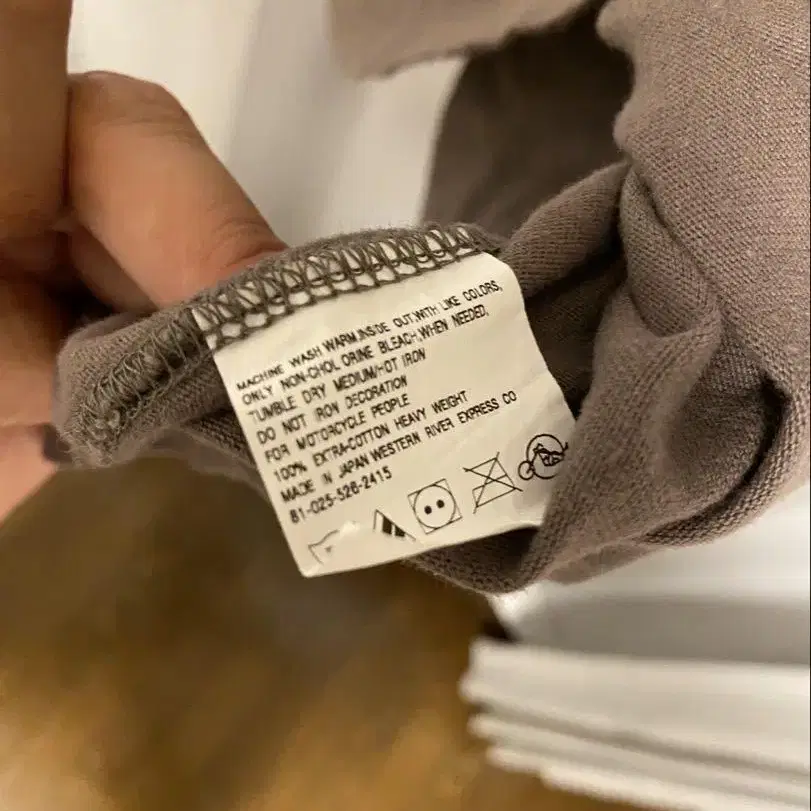 MACHINE WASH WARM,INSIDE OUT,WITH LIKE COLORS,
ONLY NON-CHOLORINE BLEACH,WHEN NEEDED,
TUMBLE DRY MEDIUM/HOT IRON
DO NOT IRON DECORATION
FOR MOTORCYCLE PEOPLE
100% EXTRA-COTTON HEAVY WEIGHT
MADE IN JAPAN WESTERN RIVER EXPRESS CO
81-025-526-2415